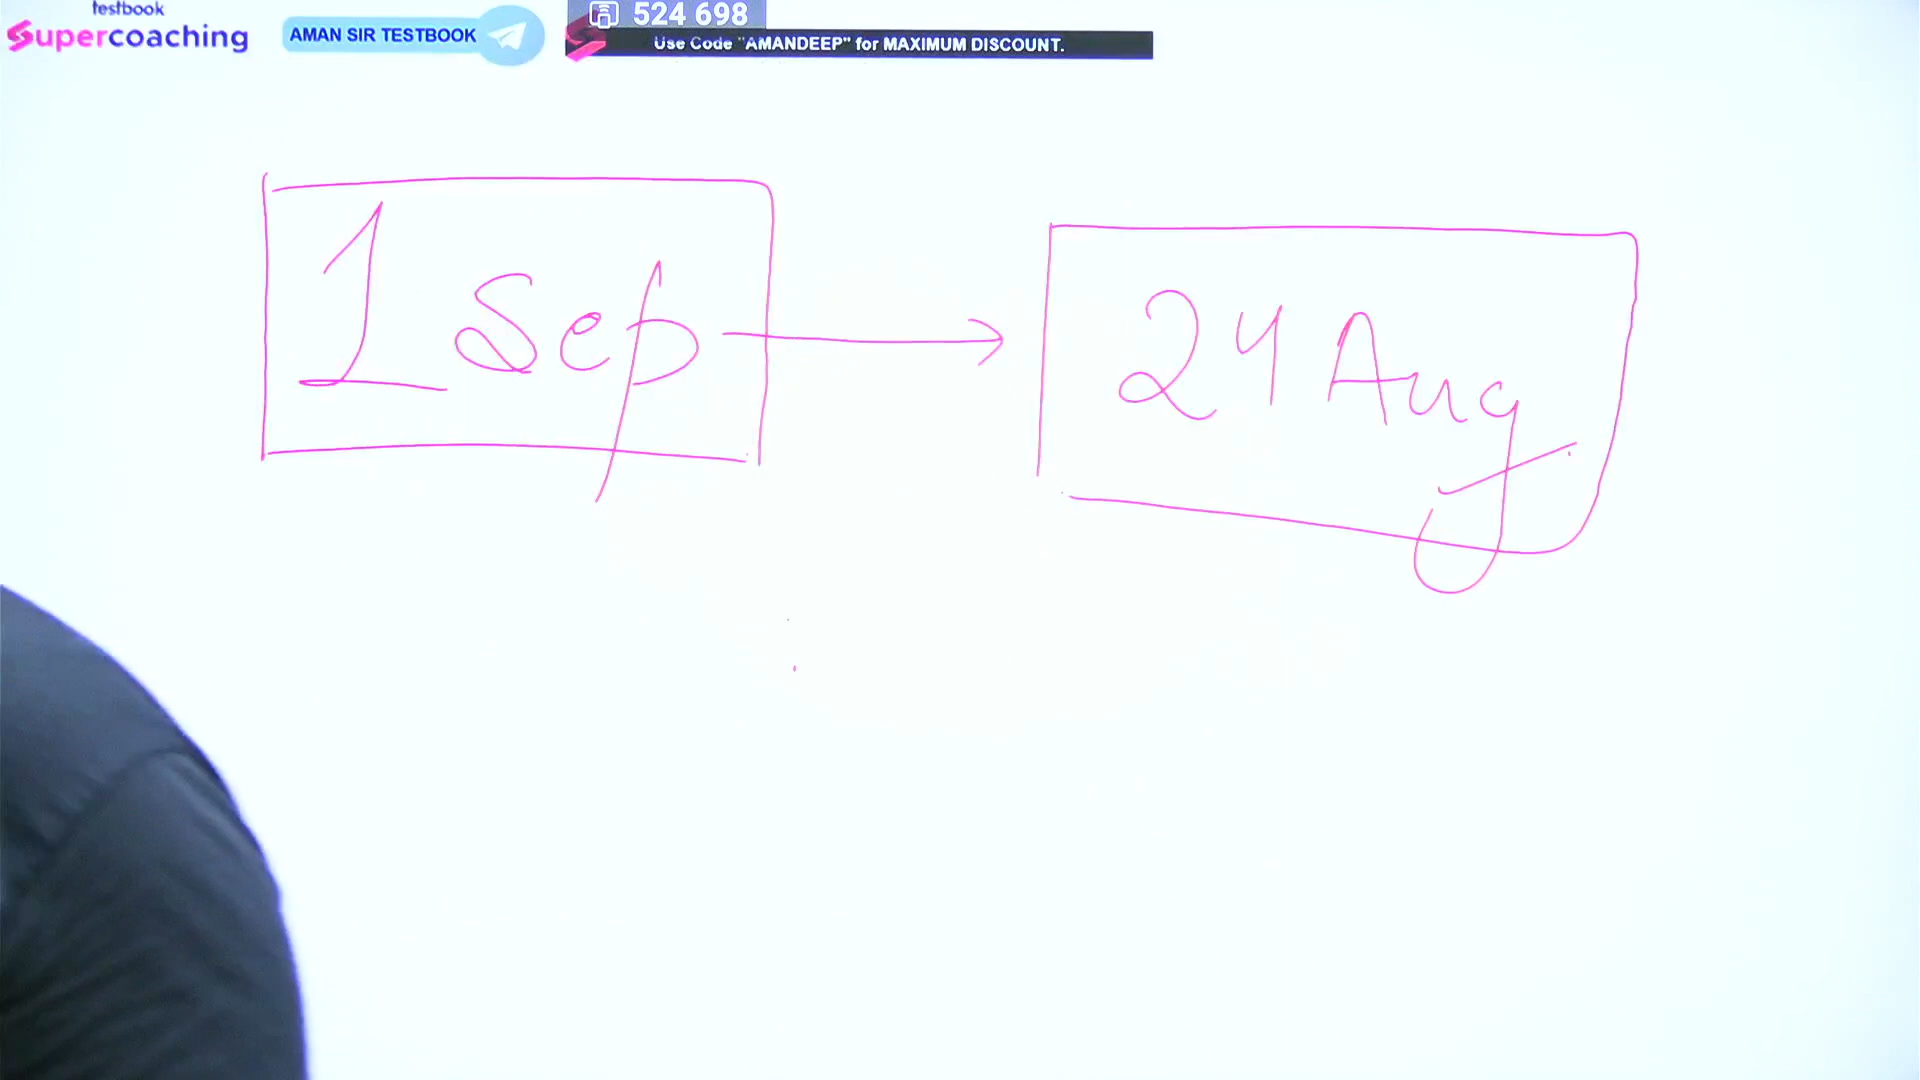 testbook
Supercoaching
AMAN SIR TESTBOOK
524 698
Use Code "AMANDEEP" for MAXIMUM DISCOUNT.
1 Sep
24 Aug